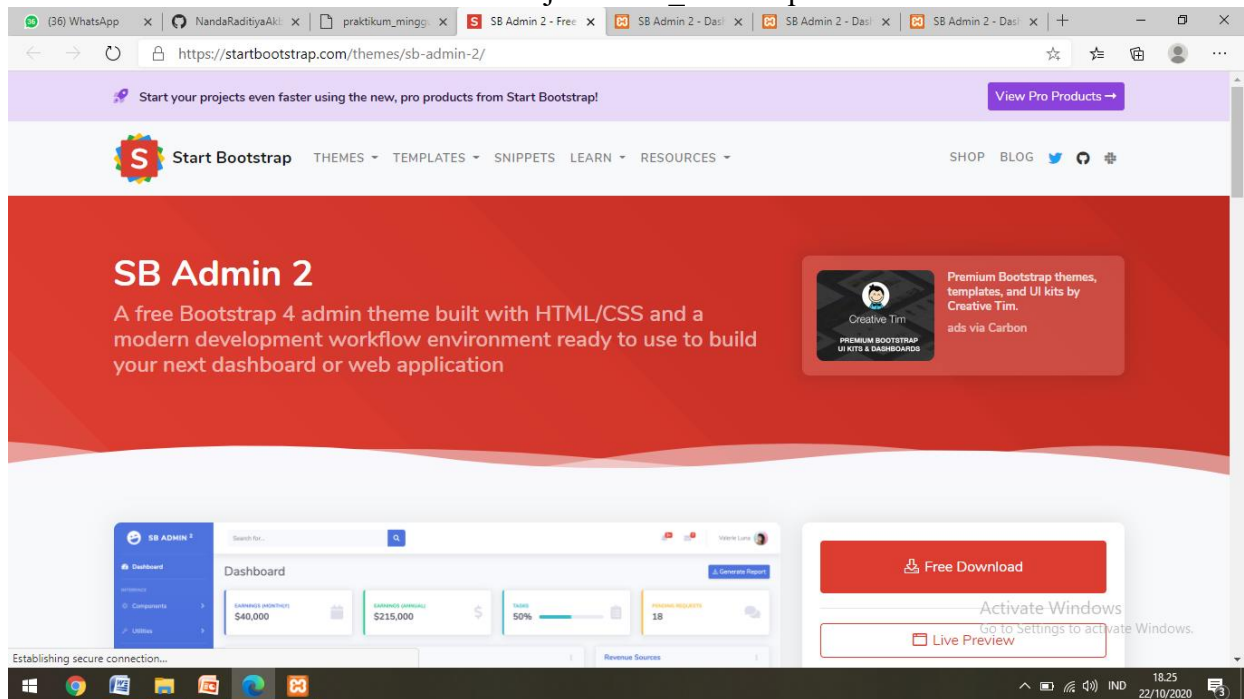 (36) WhatsApp
NandaRaditiyaAkb
praktikum_mingg
SB Admin 2 - Free
SB Admin 2 - Dash
SB Admin 2 - Dash
SB Admin 2 - Dash
https://startbootstrap.com/themes/sb-admin-2/
Start your projects even faster using the new, pro products from Start Bootstrap!
View Pro Products →
S
Start Bootstrap
THEMES
TEMPLATES
SNIPPETS
LEARN
RESOURCES
SHOP
BLOG
SB Admin 2
A free Bootstrap 4 admin theme built with HTML/CSS and a
modern development workflow environment ready to use to build
your next dashboard or web application
Creative Tim
PREMIUM BOOTSTRAP
UI KITS & DASHBOARDS
Premium Bootstrap themes,
templates, and UI kits by
Creative Tim.
ads via Carbon
SB ADMIN 2
Search for...
Valerie Luna
Dashboard
Dashboard
Generate Report
INTERFACE
Components
Utilities
EARNINGS (MONTHLY)
$40,000
EARNINGS (ANNUAL)
$215,000
TASKS
50%
PENDING REQUESTS
18
Revenue Sources
Free Download
Live Preview
Activate Windows
Go to Settings to activate Windows.
Establishing secure connection...
IND
18.25
22/10/2020
3